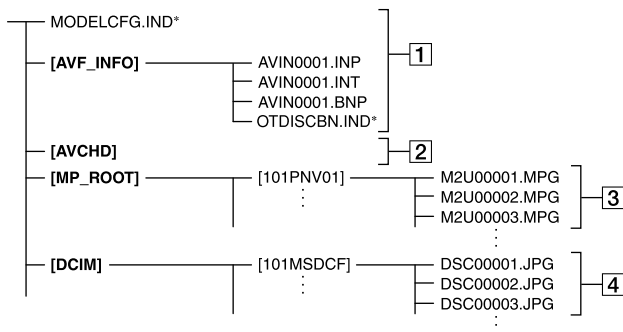 MODELCFG.IND*
[AVF_INFO] AVIN0001.INP
AVIN0001.INT
AVIN0001.BNP
OTDISCBN.IND*
1
[AVCHD]
2
[MP_ROOT] [101PNV01] M2U00001.MPG
M2U00002.MPG
M2U00003.MPG
3
[DCIM] [101MSDCF] DSC00001.JPG
DSC00002.JPG
DSC00003.JPG
4